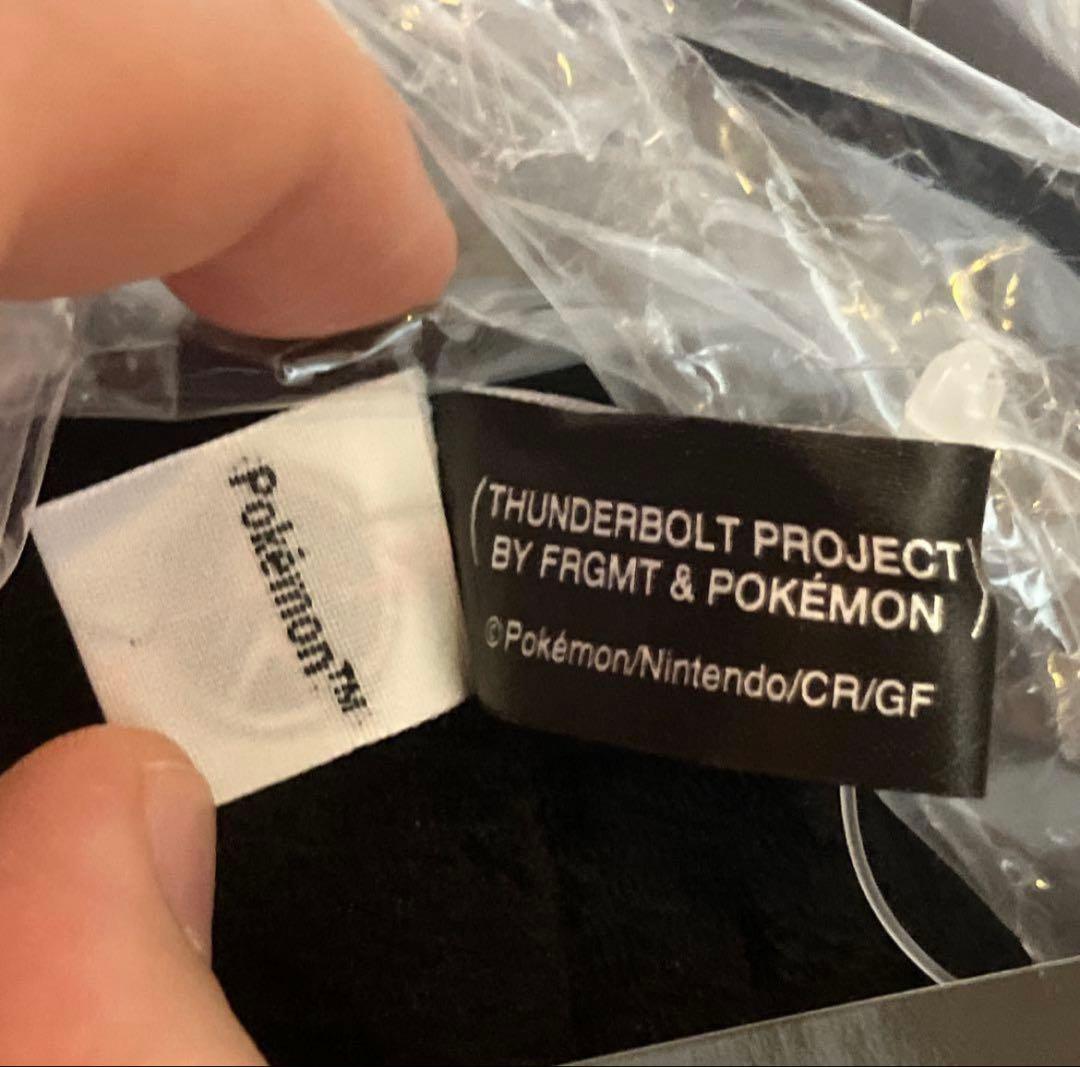 Pokémon™
(THUNDERBOLT PROJECT
BY FRGMT & POKÉMON)
©Pokémon/Nintendo/CR/GF